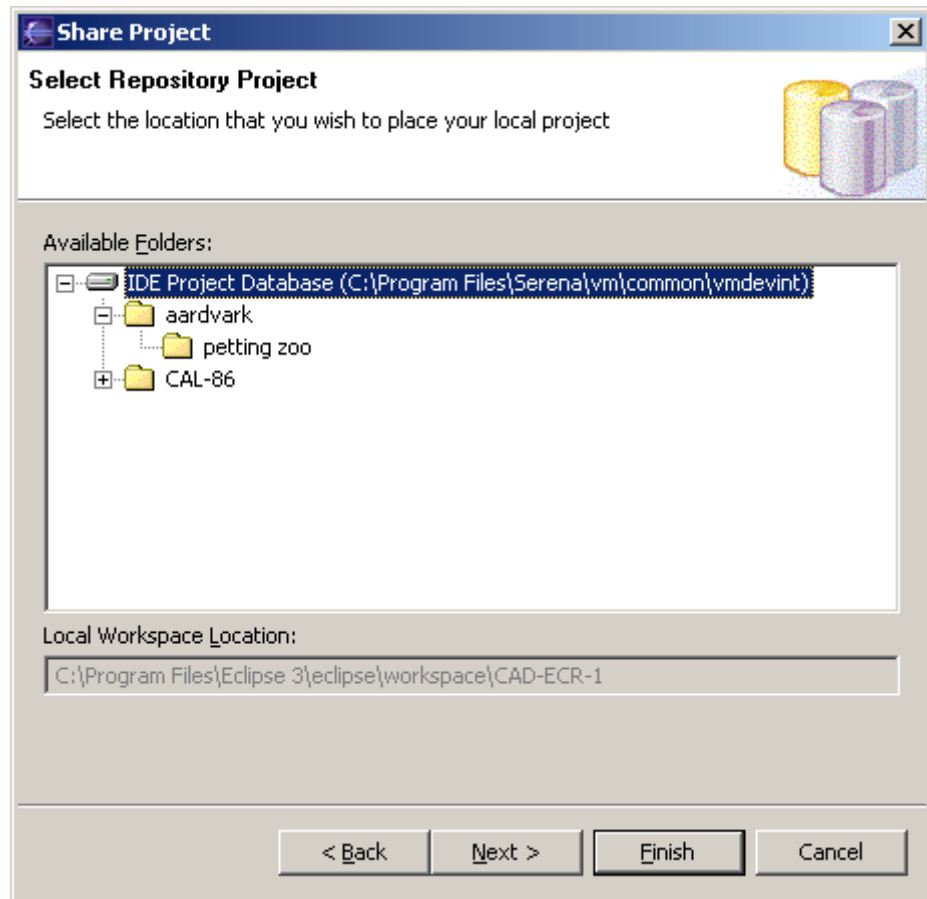 Share Project
Select Repository Project
Select the location that you wish to place your local project
Available Folders:
IDE Project Database (C:\Program Files\Serena\vm\common\vmdevint)
aardvark
petting zoo
CAL-86
Local Workspace Location:
C:\Program Files\Eclipse 3\eclipse\workspace\CAD-ECR-1
< Back Next > Finish Cancel